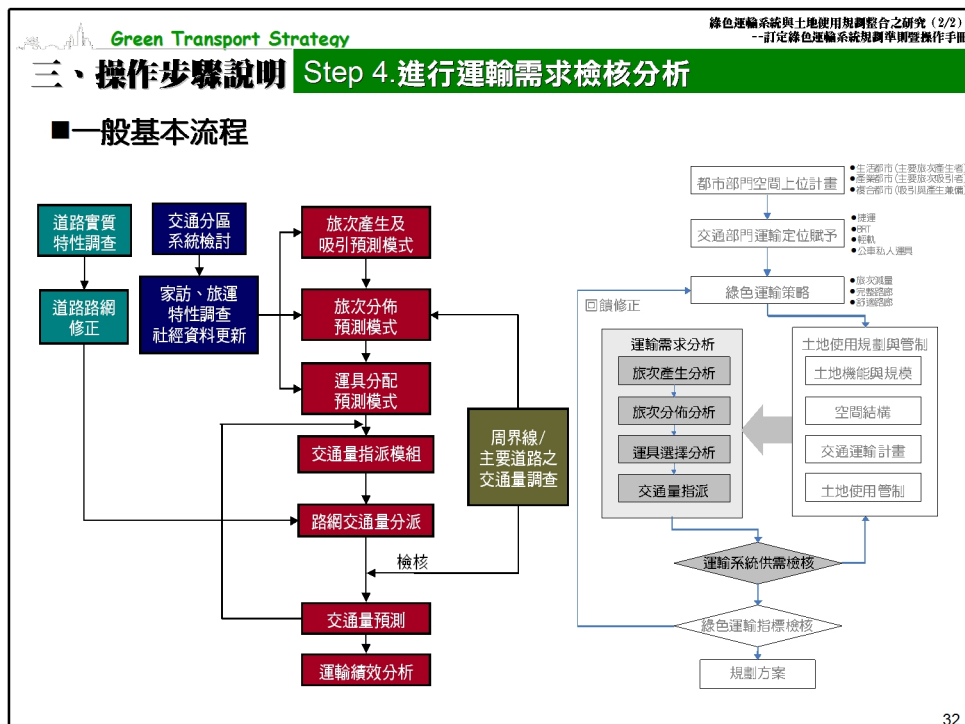 Green Transport Strategy
綠色運輸系統與土地使用規劃整合之研究（2/2）
--訂定綠色運輸系統規劃準則暨操作手冊
三、操作步驟說明
Step 4.進行運輸需求檢核分析
■一般基本流程
道路實質
特性調查
道路路網
修正
交通分區
系統檢討
家訪、旅運
特性調查
社經資料更新
旅次產生及
吸引預測模式
旅次分佈
預測模式
運具分配
預測模式
交通量指派模組
路網交通量分派
檢核
交通量預測
運輸績效分析
周界線/
主要道路之
交通量調查
都市部門空間上位計畫
●生活都市(主要旅次產生者)
●產業都市(主要旅次吸引者)
●複合都市(吸引與產生兼備)
交通部門運輸定位賦予
●捷運
●BRT
●輕軌
●公車私人運具
綠色運輸策略
●旅次減量
●完整路廊
●舒適路廊
回饋修正
運輸需求分析
旅次產生分析
旅次分佈分析
運具選擇分析
交通量指派
土地使用規劃與管制
土地機能與規模
空間結構
交通運輸計畫
土地使用管制
運輸系統供需檢核
綠色運輸指標檢核
規劃方案
32